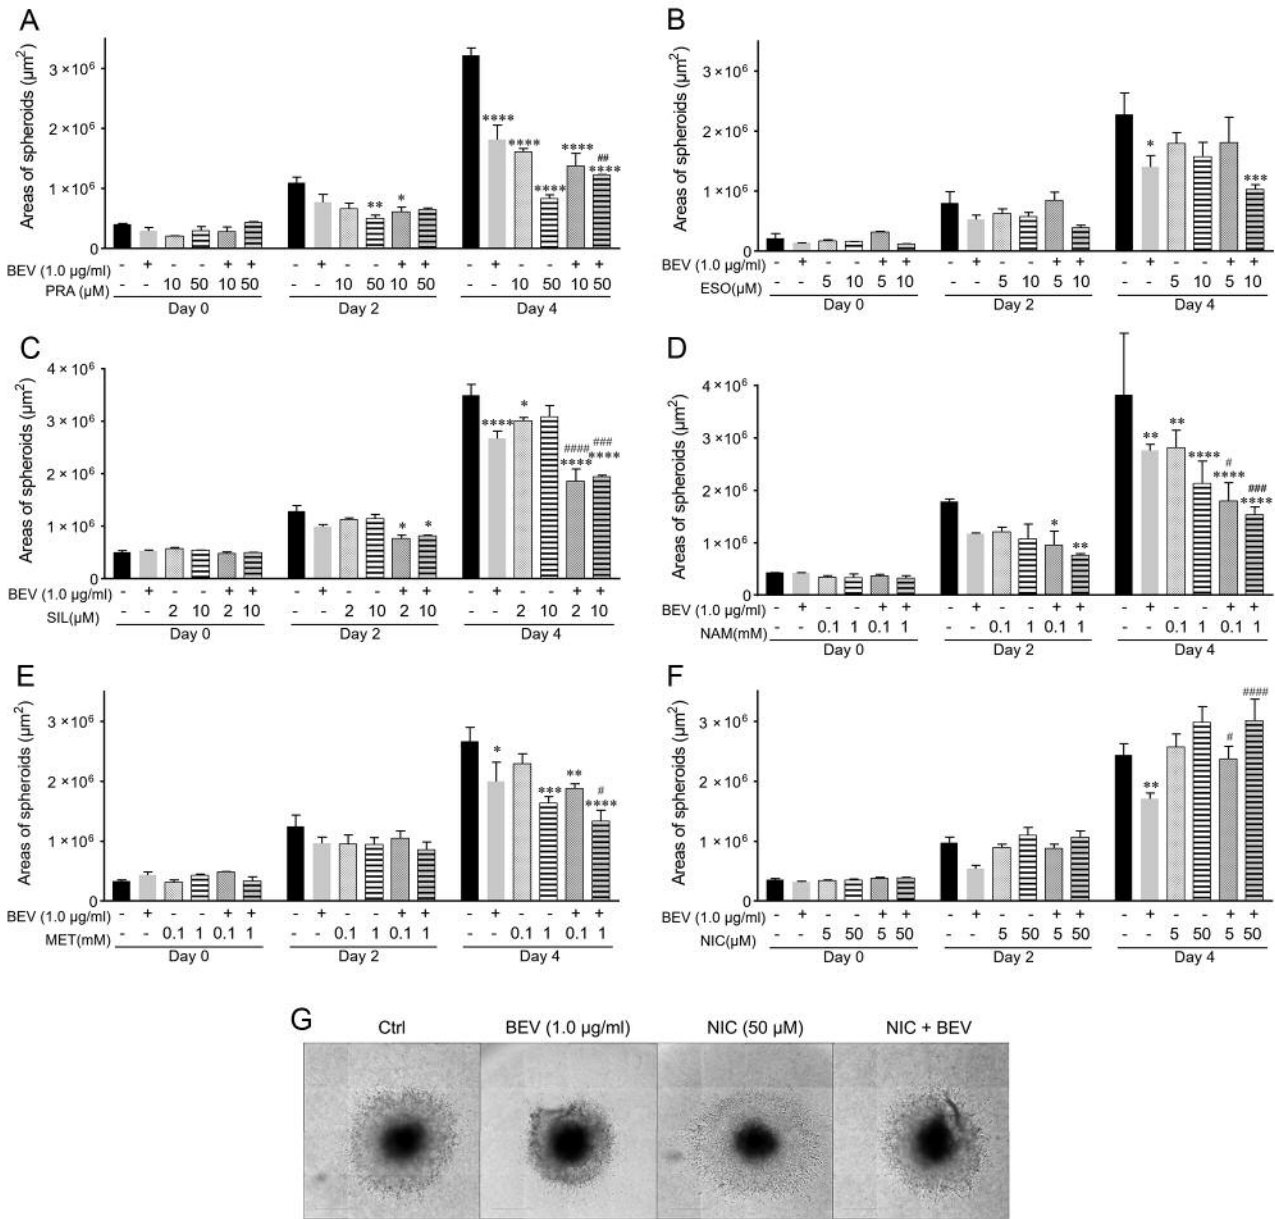 A
Areas of spheroids (μm²)
3 × 10⁶
2 × 10⁶
1 × 10⁶
0
**
*
****
****
****
****
##
****
BEV (1.0 μg/ml) - + - - + + - + - - + + - + - - + +
PRA (μM) - - 10 50 10 50 - - 10 50 10 50 - - 10 50 10 50
Day 0 Day 2 Day 4
B
Areas of spheroids (μm²)
3 × 10⁶
2 × 10⁶
1 × 10⁶
0
*
***
BEV (1.0 μg/ml) - + - - + + - + - - + + - + - - + +
ESO(μM) - - 5 10 5 10 - - 5 10 5 10 - - 5 10 5 10
Day 0 Day 2 Day 4
C
Areas of spheroids (μm²)
4 × 10⁶
3 × 10⁶
2 × 10⁶
1 × 10⁶
0
*
*
****
*
####
****
###
****
BEV (1.0 μg/ml) - + - - + + - + - - + + - + - - + +
SIL(μM) - - 2 10 2 10 - - 2 10 2 10 - - 2 10 2 10
Day 0 Day 2 Day 4
D
Areas of spheroids (μm²)
4 × 10⁶
3 × 10⁶
2 × 10⁶
1 × 10⁶
0
*
**
**
**
****
#
****
###
****
BEV (1.0 μg/ml) - + - - + + - + - - + + - + - - + +
NAM(mM) - - 0.1 1 0.1 1 - - 0.1 1 0.1 1 - - 0.1 1 0.1 1
Day 0 Day 2 Day 4
E
Areas of spheroids (μm²)
3 × 10⁶
2 × 10⁶
1 × 10⁶
0
*
***
**
#
****
BEV (1.0 μg/ml) - + - - + + - + - - + + - + - - + +
MET(mM) - - 0.1 1 0.1 1 - - 0.1 1 0.1 1 - - 0.1 1 0.1 1
Day 0 Day 2 Day 4
F
Areas of spheroids (μm²)
3 × 10⁶
2 × 10⁶
1 × 10⁶
0
**
#
####
BEV (1.0 μg/ml) - + - - + + - + - - + + - + - - + +
NIC(μM) - - 5 50 5 50 - - 5 50 5 50 - - 5 50 5 50
Day 0 Day 2 Day 4
G
Ctrl BEV (1.0 μg/ml) NIC (50 μM) NIC + BEV